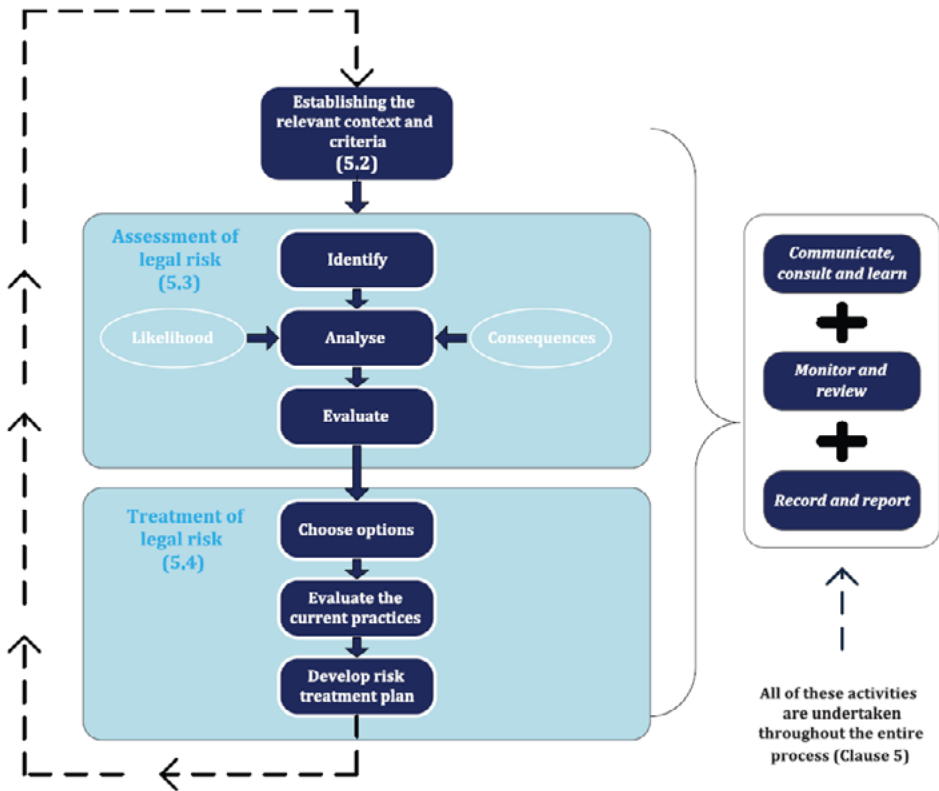 Establishing the
relevant context and
criteria
(5.2)
Assessment of
legal risk
(5.3)
Identify
Likelihood
Analyse
Consequences
Evaluate
Treatment of
legal risk
(5.4)
Choose options
Evaluate the
current practices
Develop risk
treatment plan
Communicate,
consult and learn
Monitor and
review
Record and report
All of these activities
are undertaken
throughout the entire
process (Clause 5)